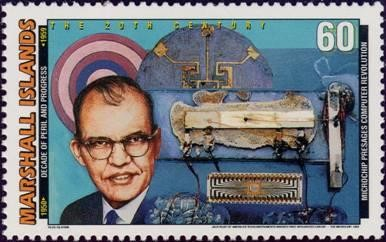 THE 20TH CENTURY
60
MARSHALL ISLANDS
1950• DECADE OF PERIL AND PROGRESS •1959
MICROCHIP PRESAGES COMPUTER REVOLUTION